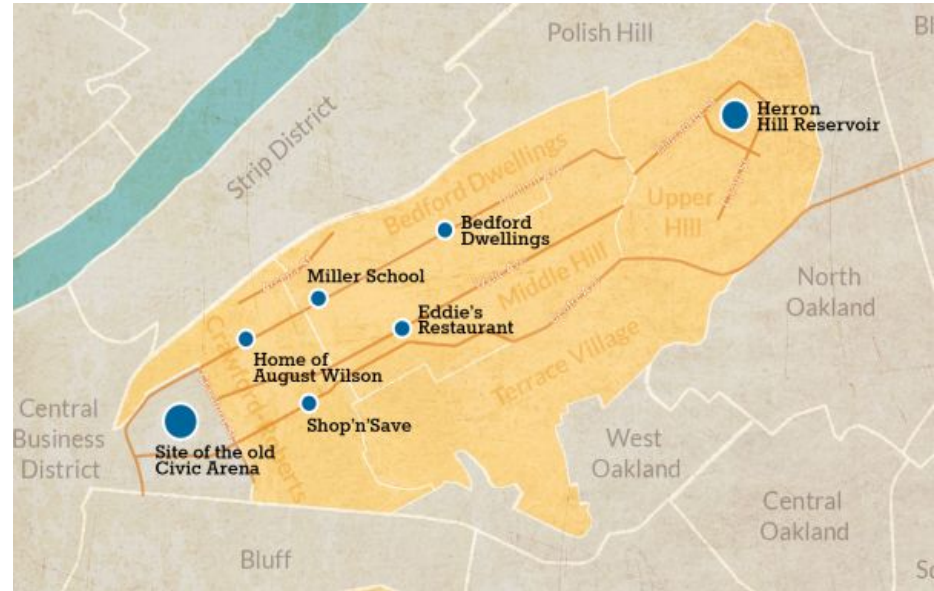 Polish Hill
Bl
Herron
Hill Reservoir
Strip District
Bedford Dwellings
Upper
Hill
Bedford
Dwellings
Middle Hill
North
Oakland
Miller School
Eddie's
Restaurant
Crawford-Roberts
Terrace Village
Home of
August Wilson
Central
Business
District
Shop'n'Save
Site of the old
Civic Arena
West
Oakland
Central
Oakland
Bluff
So